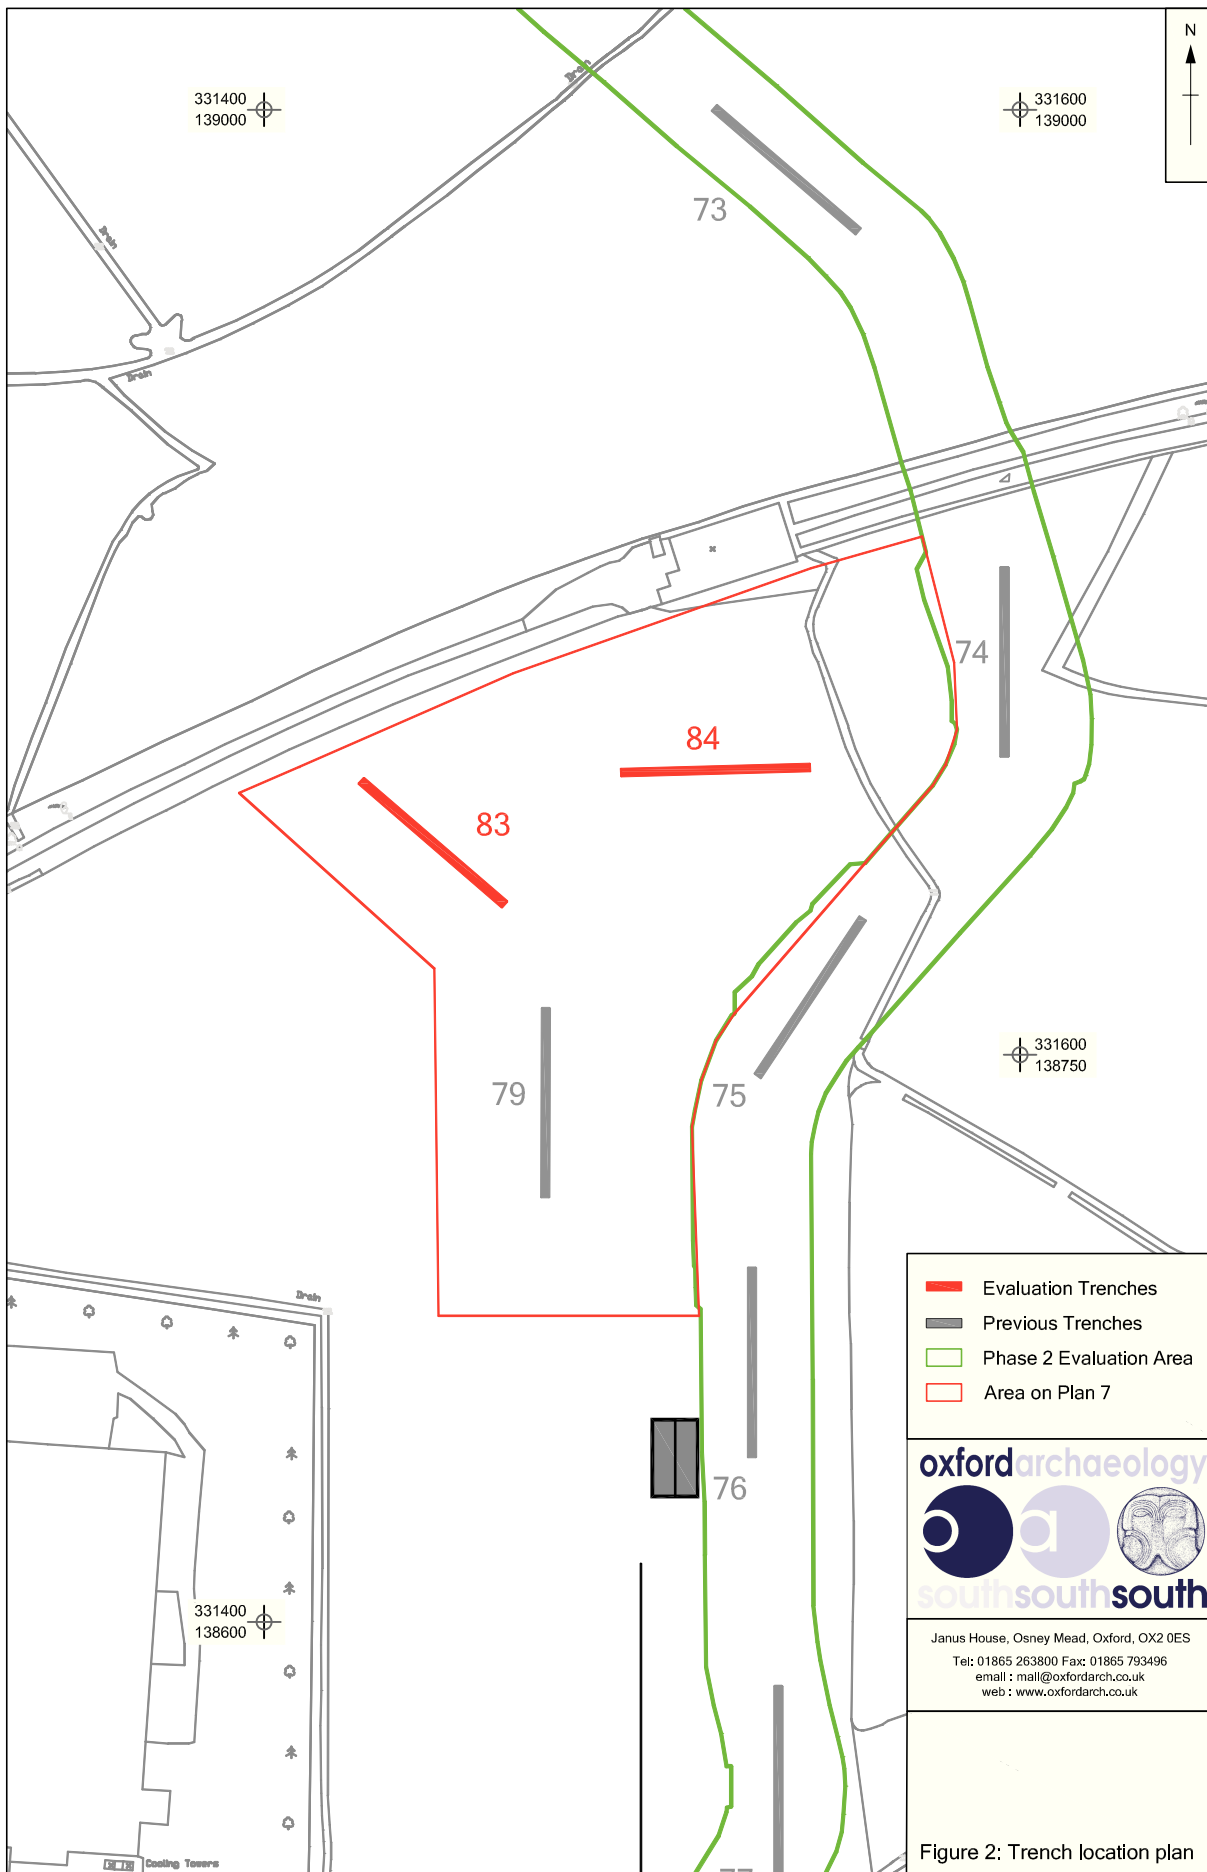 N
331400
139000
331600
139000
Drain
Drain
Drain
73
74
84
83
79
75
331600
138750
Drain
76
331400
138600
Cooling Towers
77
Evaluation Trenches
Previous Trenches
Phase 2 Evaluation Area
Area on Plan 7
oxfordarchaeology
southsouthsouth
Janus House, Osney Mead, Oxford, OX2 0ES
Tel: 01865 263800 Fax: 01865 793496
email : mail@oxfordarch.co.uk
web : www.oxfordarch.co.uk
Figure 2: Trench location plan